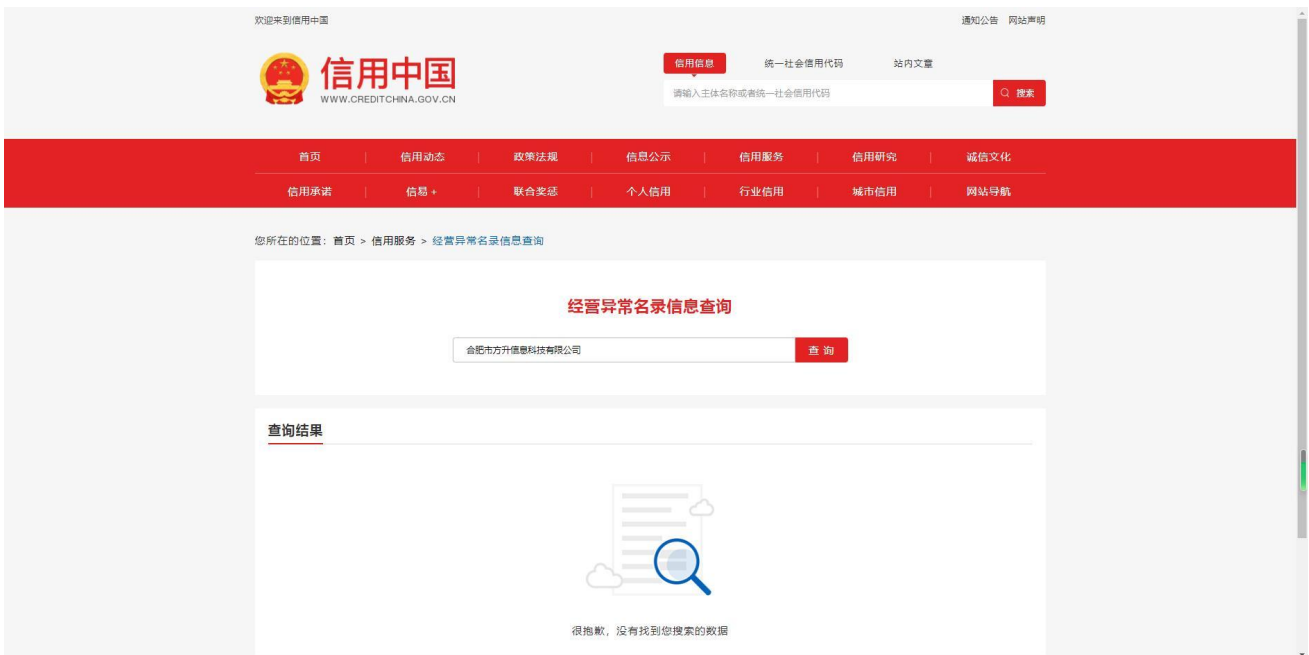 欢迎来到信用中国
通知公告 网站声明
信用中国
WWW.CREDITCHINA.GOV.CN
信用信息 统一社会信用代码 站内文章
请输入主体名称或者统一社会信用代码
搜索
首页 | 信用动态 | 政策法规 | 信息公示 | 信用服务 | 信用研究 | 诚信文化
信用承诺 | 信易+ | 联合奖惩 | 个人信用 | 行业信用 | 城市信用 | 网站导航
您所在的位置：首页 > 信用服务 > 经营异常名录信息查询
经营异常名录信息查询
合肥市方升信息科技有限公司
查 询
查询结果
很抱歉，没有找到您搜索的数据